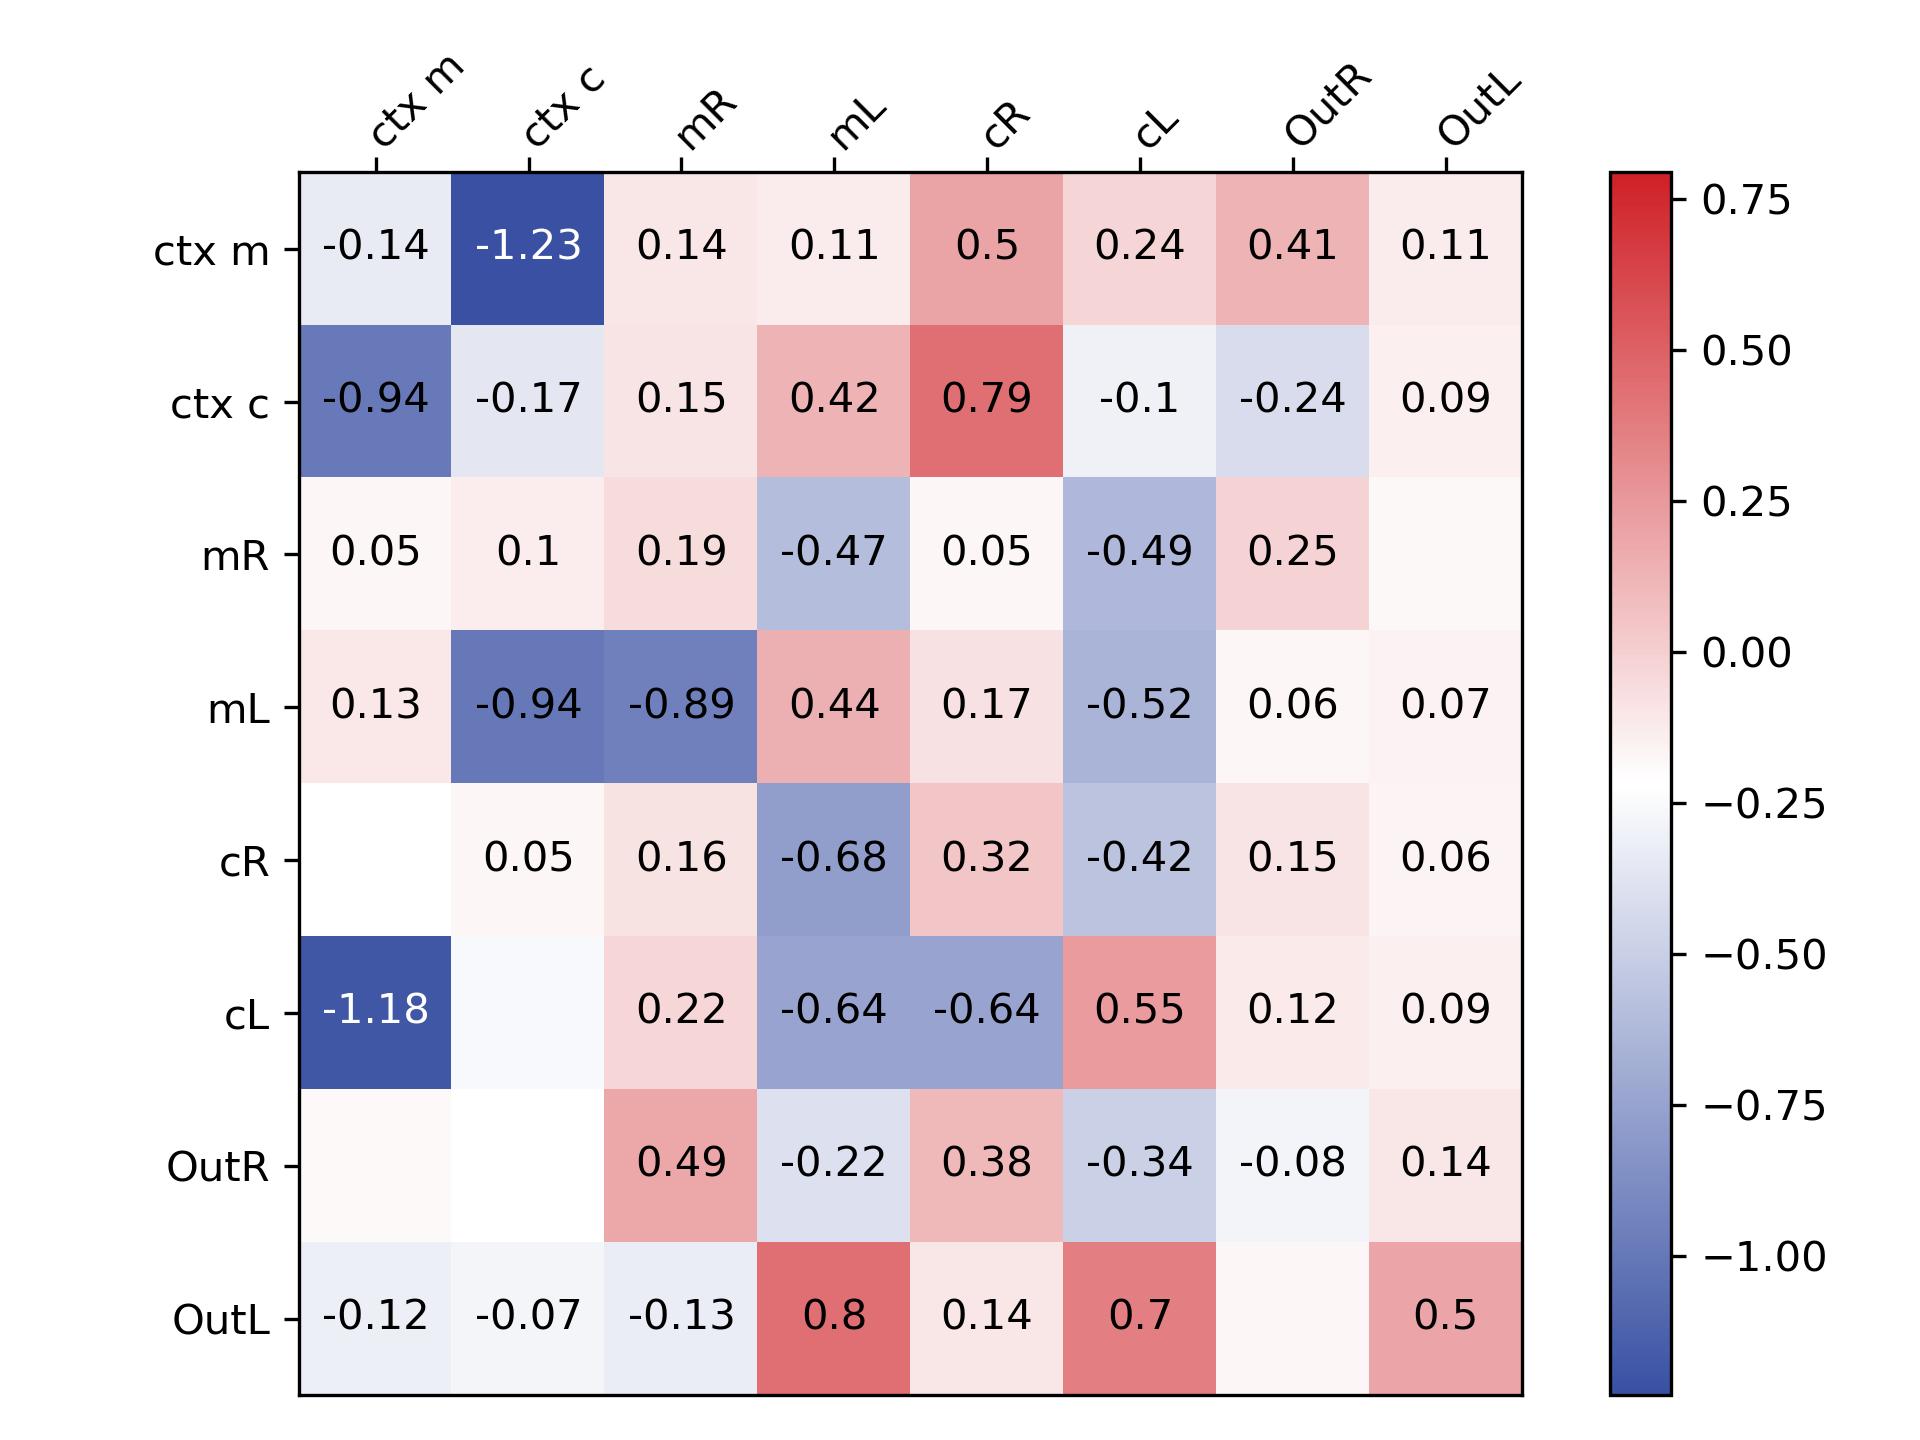 ctx m ctx c mR mL cR cL OutR OutL
ctx m -0.14 -1.23 0.14 0.11 0.5 0.24 0.41 0.11
ctx c -0.94 -0.17 0.15 0.42 0.79 -0.1 -0.24 0.09
mR 0.05 0.1 0.19 -0.47 0.05 -0.49 0.25
mL 0.13 -0.94 -0.89 0.44 0.17 -0.52 0.06 0.07
cR 0.05 0.16 -0.68 0.32 -0.42 0.15 0.06
cL -1.18 0.22 -0.64 -0.64 0.55 0.12 0.09
OutR 0.49 -0.22 0.38 -0.34 -0.08 0.14
OutL -0.12 -0.07 -0.13 0.8 0.14 0.7 0.5
0.75
0.50
0.25
0.00
−0.25
−0.50
−0.75
−1.00